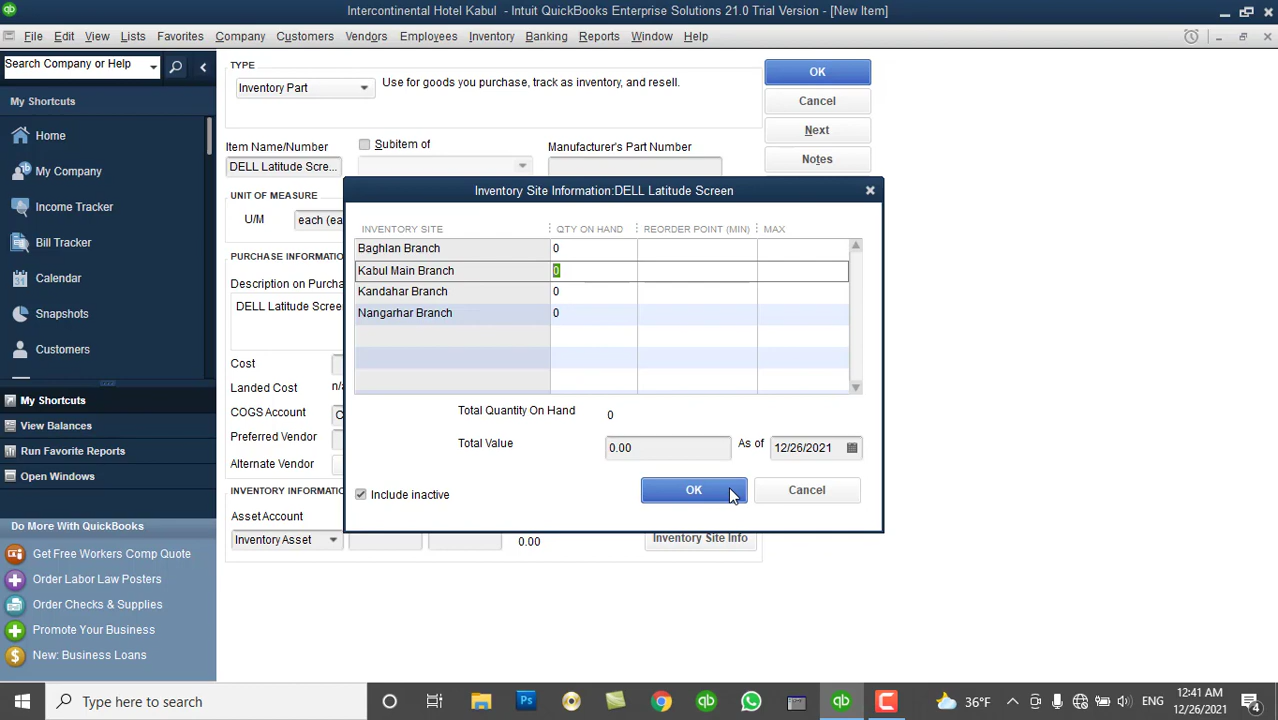 Intercontinental Hotel Kabul - Intuit QuickBooks Enterprise Solutions 21.0 Trial Version - [New Item]
File Edit View Lists Favorites Company Customers Vendors Employees Inventory Banking Reports Window Help
Search Company or Help
My Shortcuts
Home
My Company
Income Tracker
Bill Tracker
Calendar
Snapshots
Customers
My Shortcuts
View Balances
Run Favorite Reports
Open Windows
Do More With QuickBooks
Get Free Workers Comp Quote
Order Labor Law Posters
Order Checks & Supplies
Promote Your Business
New: Business Loans
TYPE
Inventory Part
Use for goods you purchase, track as inventory, and resell.
OK
Cancel
Next
Notes
Item Name/Number
Subitem of
Manufacturer's Part Number
DELL Latitude Scre...
UNIT OF MEASURE
U/M each (ea
PURCHASE INFORMATI
Description on Purcha
DELL Latitude Scree
Cost
Landed Cost n/a
COGS Account
Preferred Vendor
Alternate Vendor
INVENTORY INFORMATI
Asset Account
Inventory Asset
0.00
Inventory Site Info
Inventory Site Information:DELL Latitude Screen
INVENTORY SITE QTY ON HAND REORDER POINT (MIN) MAX
Baghlan Branch 0
Kabul Main Branch 0
Kandahar Branch 0
Nangarhar Branch 0
Total Quantity On Hand 0
Total Value 0.00 As of 12/26/2021
Include inactive
OK
Cancel
Type here to search
Ps
36°F
ENG
12:41 AM
12/26/2021
4